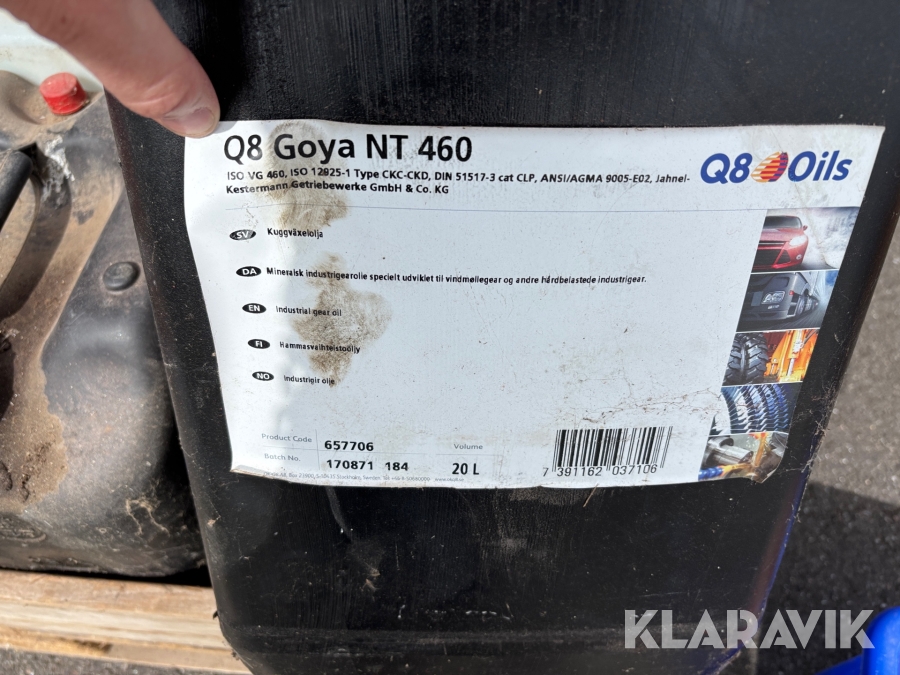 Q8 Goya NT 460
Q8 Oils
ISO VG 460, ISO 12925-1 Type CKC-CKD, DIN 51517-3 cat CLP, ANSI/AGMA 9005-E02, Jahnel-
Kestermann Getriebewerke GmbH & Co. KG
SV Kuggväxelolja
DA Mineralsk industrigearolie specielt udviklet til vindmøllegear og andre hårdbelastede industrigear.
EN Industrial gear oil
FI Hammasvaihteistoöljy
NO Industrigir olje
Product Code 657706 Volume
Batch No. 170871 184 20 L
7 391162 037106
KLARAVIK